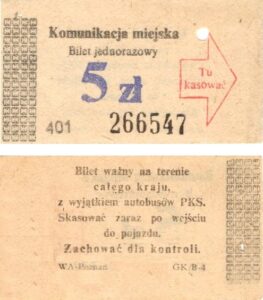 Komunikacja miejska
Bilet jednorazowy
5 zł
Tu
kasować
401 266547
Bilet ważny na terenie
całego kraju,
z wyjątkiem autobusów PKS.
Skasować zaraz po wejściu
do pojazdu.
Zachować dla kontroli.
WA-Poznań GK/B-4